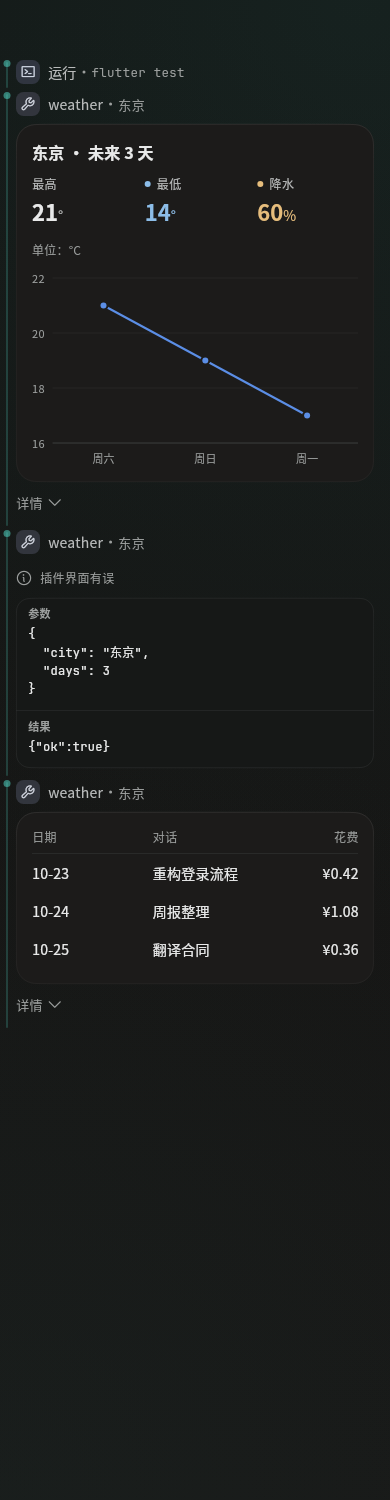 运行・flutter test
weather・东京
东京 · 未来 3 天
最高 最低 降水
21° 14° 60%
单位: °C
22
20
18
16
周六 周日 周一
详情
weather・东京
插件界面有误
参数
{
  "city": "东京",
  "days": 3
}
结果
{"ok":true}
weather・东京
日期 对话 花费
10-23 重构登录流程 ¥0.42
10-24 周报整理 ¥1.08
10-25 翻译合同 ¥0.36
详情